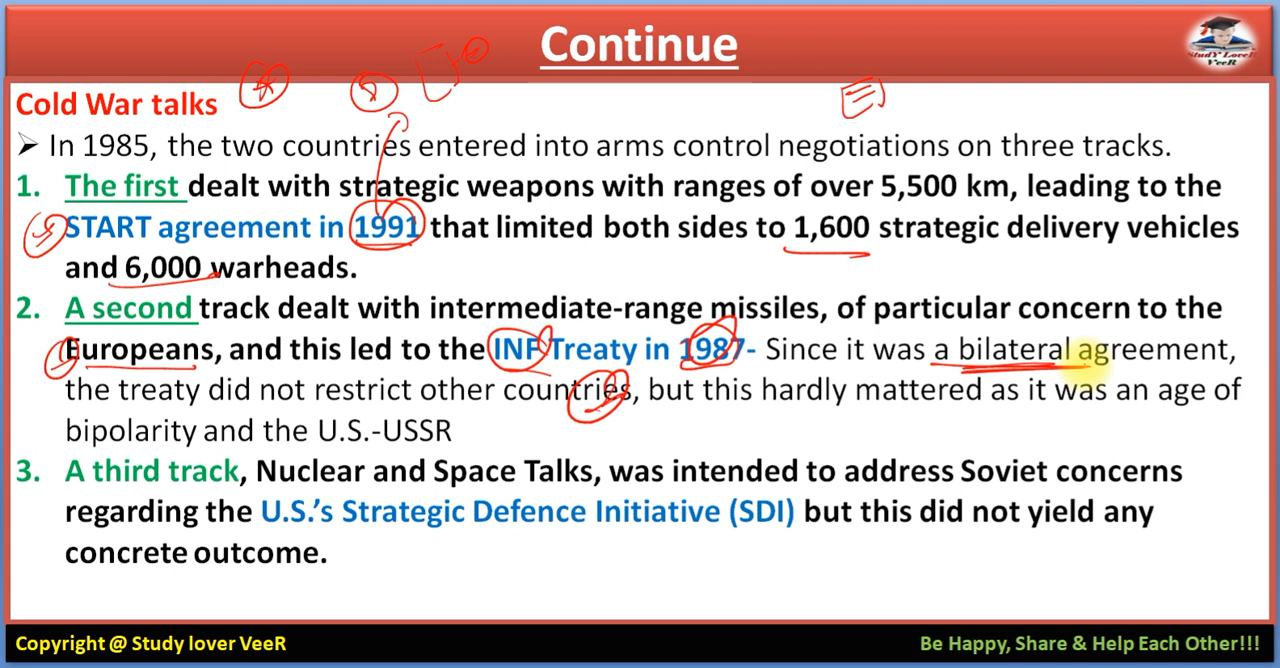 Continue
StudY LoveR
VeeR
Cold War talks
➤ In 1985, the two countries entered into arms control negotiations on three tracks.
1. The first dealt with strategic weapons with ranges of over 5,500 km, leading to the
START agreement in 1991 that limited both sides to 1,600 strategic delivery vehicles
and 6,000 warheads.
2. A second track dealt with intermediate-range missiles, of particular concern to the
Europeans, and this led to the INF Treaty in 1987- Since it was a bilateral agreement,
the treaty did not restrict other countries, but this hardly mattered as it was an age of
bipolarity and the U.S.-USSR
3. A third track, Nuclear and Space Talks, was intended to address Soviet concerns
regarding the U.S.'s Strategic Defence Initiative (SDI) but this did not yield any
concrete outcome.
Copyright @ Study lover VeeR
Be Happy, Share & Help Each Other!!!